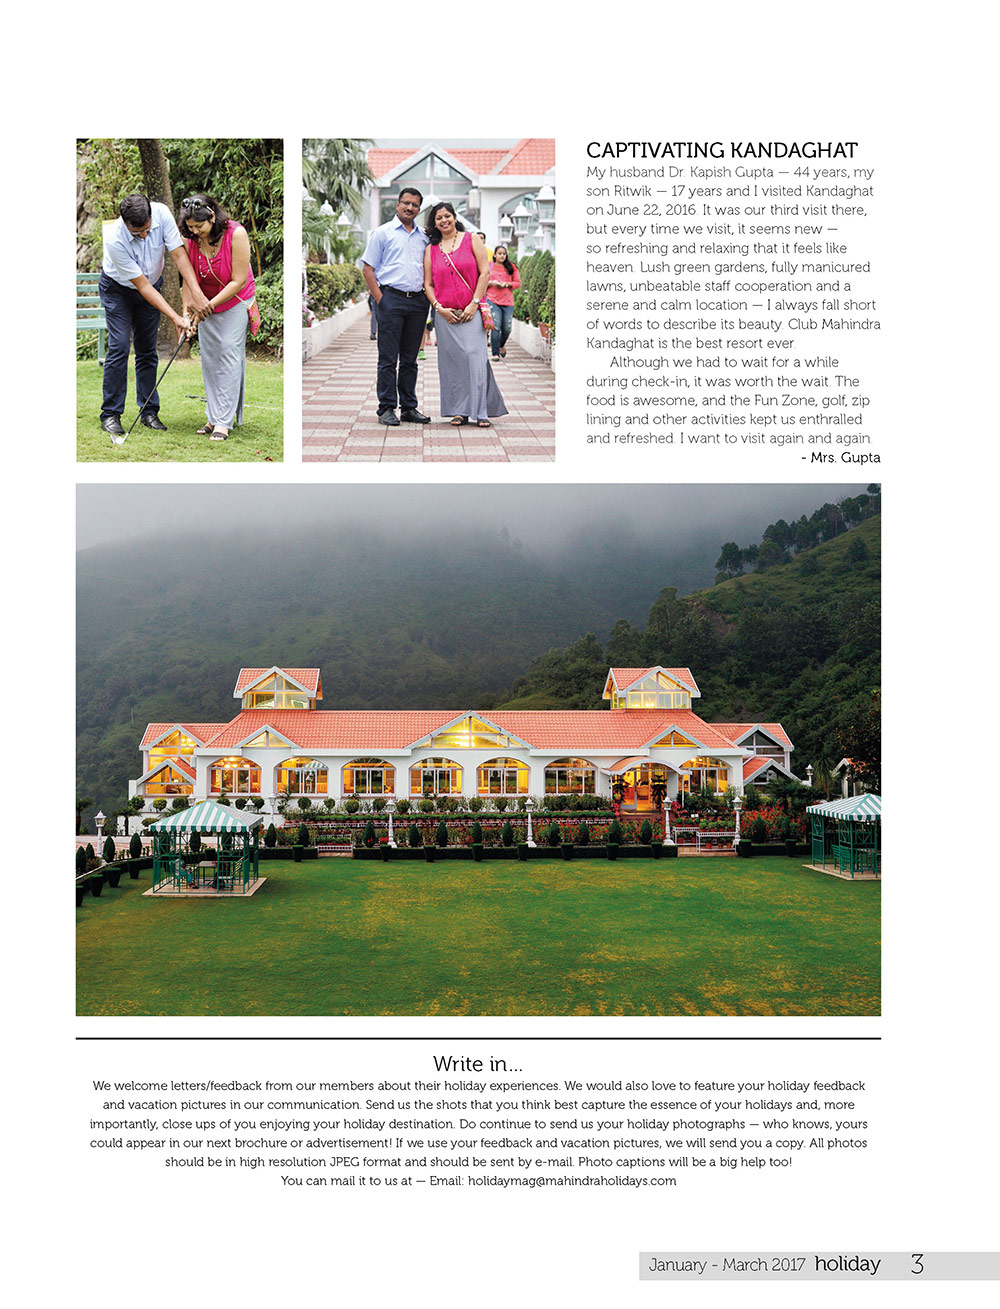 CAPTIVATING KANDAGHAT
My husband Dr. Kapish Gupta — 44 years, my
son Ritwik — 17 years and I visited Kandaghat
on June 22, 2016. It was our third visit there,
but every time we visit, it seems new —
so refreshing and relaxing that it feels like
heaven. Lush green gardens, fully manicured
lawns, unbeatable staff cooperation and a
serene and calm location — I always fall short
of words to describe its beauty. Club Mahindra
Kandaghat is the best resort ever.
Although we had to wait for a while
during check-in, it was worth the wait. The
food is awesome, and the Fun Zone, golf, zip
lining and other activities kept us enthralled
and refreshed. I want to visit again and again.
- Mrs. Gupta
Write in...
We welcome letters/feedback from our members about their holiday experiences. We would also love to feature your holiday feedback
and vacation pictures in our communication. Send us the shots that you think best capture the essence of your holidays and, more
importantly, close ups of you enjoying your holiday destination. Do continue to send us your holiday photographs — who knows, yours
could appear in our next brochure or advertisement! If we use your feedback and vacation pictures, we will send you a copy. All photos
should be in high resolution JPEG format and should be sent by e-mail. Photo captions will be a big help too!
You can mail it to us at — Email: holidaymag@mahindraholidays.com
January - March 2017 holiday 3